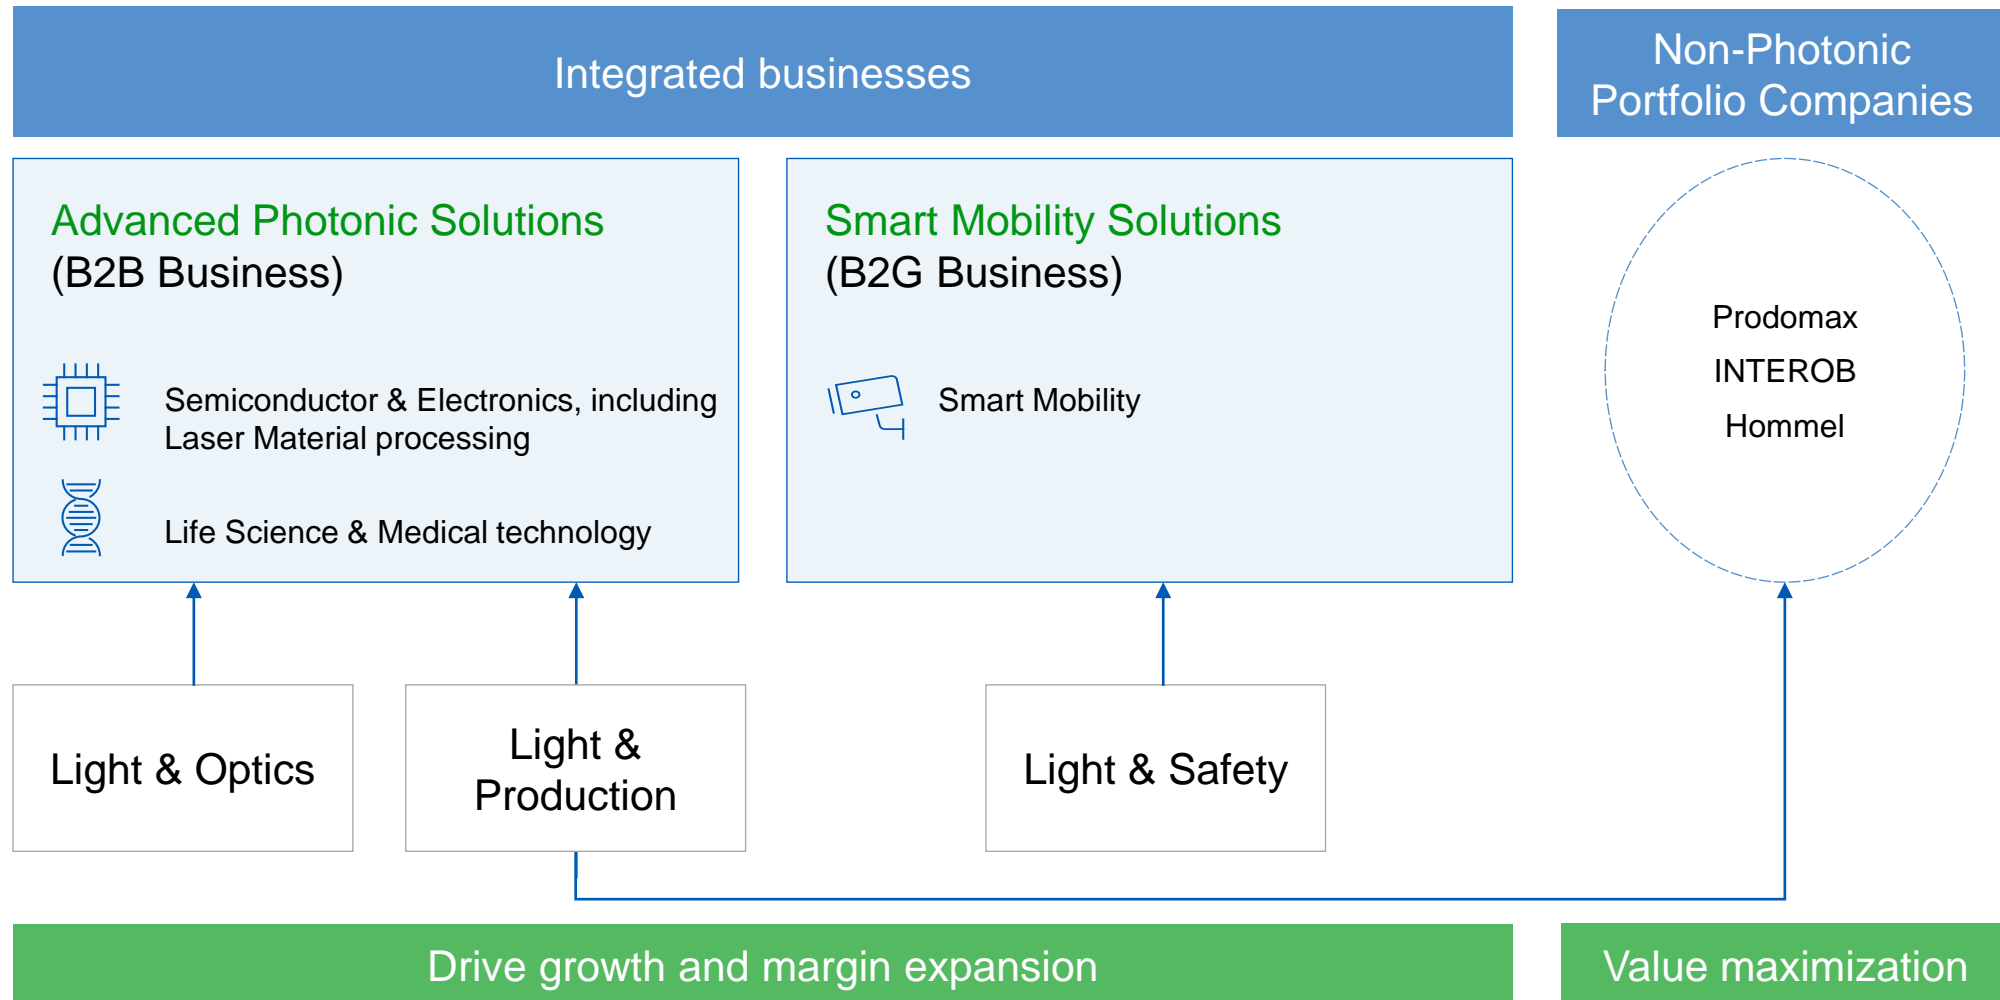 Integrated businesses
Non-Photonic
Portfolio Companies
Advanced Photonic Solutions
(B2B Business)
Semiconductor & Electronics, including
Laser Material processing
Life Science & Medical technology
Smart Mobility Solutions
(B2G Business)
Smart Mobility
Prodomax
INTEROB
Hommel
Light & Optics
Light &
Production
Light & Safety
Drive growth and margin expansion
Value maximization